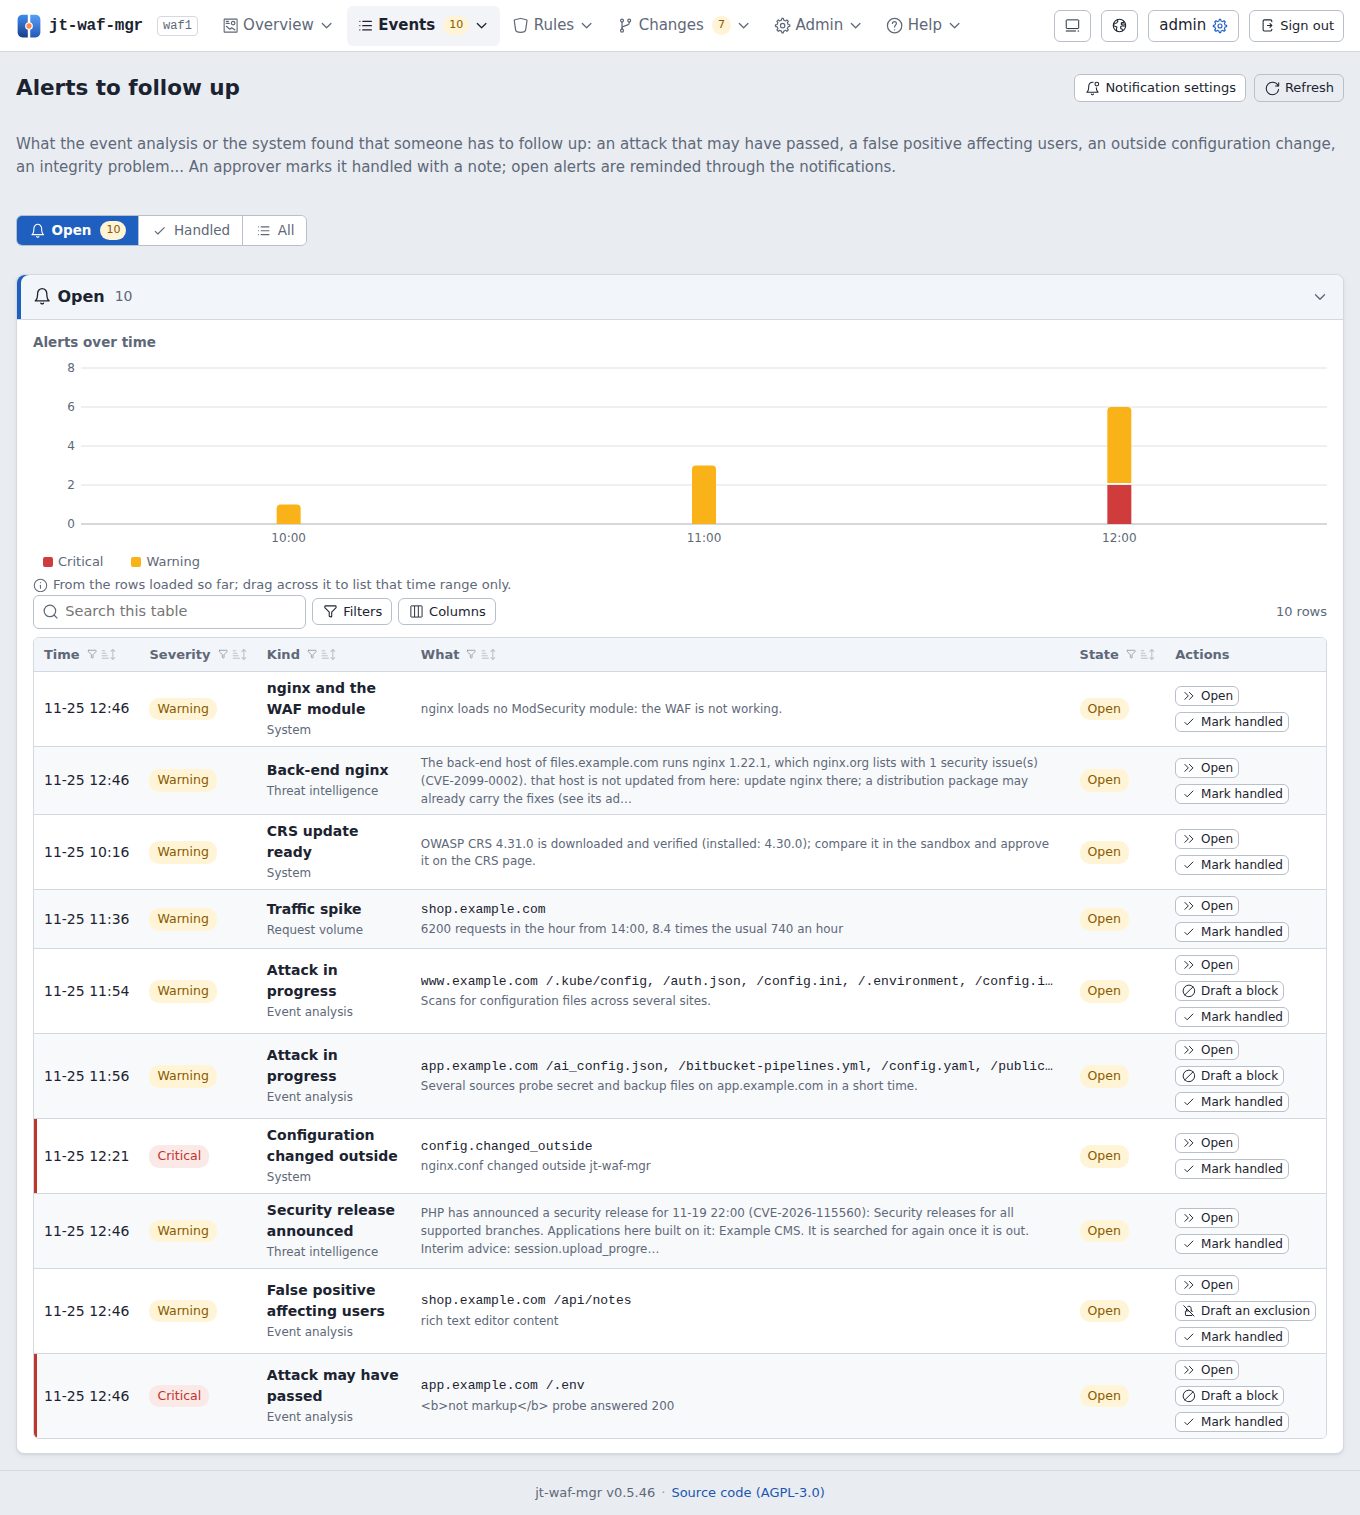 jt-waf-mgr waf1 Overview Events 10 Rules Changes 7 Admin Help admin Sign out
Alerts to follow up
Notification settings Refresh
What the event analysis or the system found that someone has to follow up: an attack that may have passed, a false positive affecting users, an outside configuration change,
an integrity problem... An approver marks it handled with a note; open alerts are reminded through the notifications.
Open 10 Handled All
Open 10
Alerts over time
8
6
4
2
0
10:00 11:00 12:00
Critical Warning
From the rows loaded so far; drag across it to list that time range only.
Search this table Filters Columns 10 rows
Time Severity Kind What State Actions
11-25 12:46 Warning nginx and the
WAF module
System
nginx loads no ModSecurity module: the WAF is not working.
Open
Open
Mark handled
11-25 12:46 Warning Back-end nginx
Threat intelligence
The back-end host of files.example.com runs nginx 1.22.1, which nginx.org lists with 1 security issue(s)
(CVE-2099-0002). that host is not updated from here: update nginx there; a distribution package may
already carry the fixes (see its ad…
Open
Open
Mark handled
11-25 10:16 Warning CRS update
ready
System
OWASP CRS 4.31.0 is downloaded and verified (installed: 4.30.0); compare it in the sandbox and approve
it on the CRS page.
Open
Open
Mark handled
11-25 11:36 Warning Traffic spike
Request volume
shop.example.com
6200 requests in the hour from 14:00, 8.4 times the usual 740 an hour
Open
Open
Mark handled
11-25 11:54 Warning Attack in
progress
Event analysis
www.example.com /.kube/config, /auth.json, /config.ini, /.environment, /config.i…
Scans for configuration files across several sites.
Open
Open
Draft a block
Mark handled
11-25 11:56 Warning Attack in
progress
Event analysis
app.example.com /ai_config.json, /bitbucket-pipelines.yml, /config.yaml, /public…
Several sources probe secret and backup files on app.example.com in a short time.
Open
Open
Draft a block
Mark handled
11-25 12:21 Critical Configuration
changed outside
System
config.changed_outside
nginx.conf changed outside jt-waf-mgr
Open
Open
Mark handled
11-25 12:46 Warning Security release
announced
Threat intelligence
PHP has announced a security release for 11-19 22:00 (CVE-2026-115560): Security releases for all
supported branches. Applications here built on it: Example CMS. It is searched for again once it is out.
Interim advice: session.upload_progre…
Open
Open
Mark handled
11-25 12:46 Warning False positive
affecting users
Event analysis
shop.example.com /api/notes
rich text editor content
Open
Open
Draft an exclusion
Mark handled
11-25 12:46 Critical Attack may have
passed
Event analysis
app.example.com /.env
<b>not markup</b> probe answered 200
Open
Open
Draft a block
Mark handled
jt-waf-mgr v0.5.46 · Source code (AGPL-3.0)